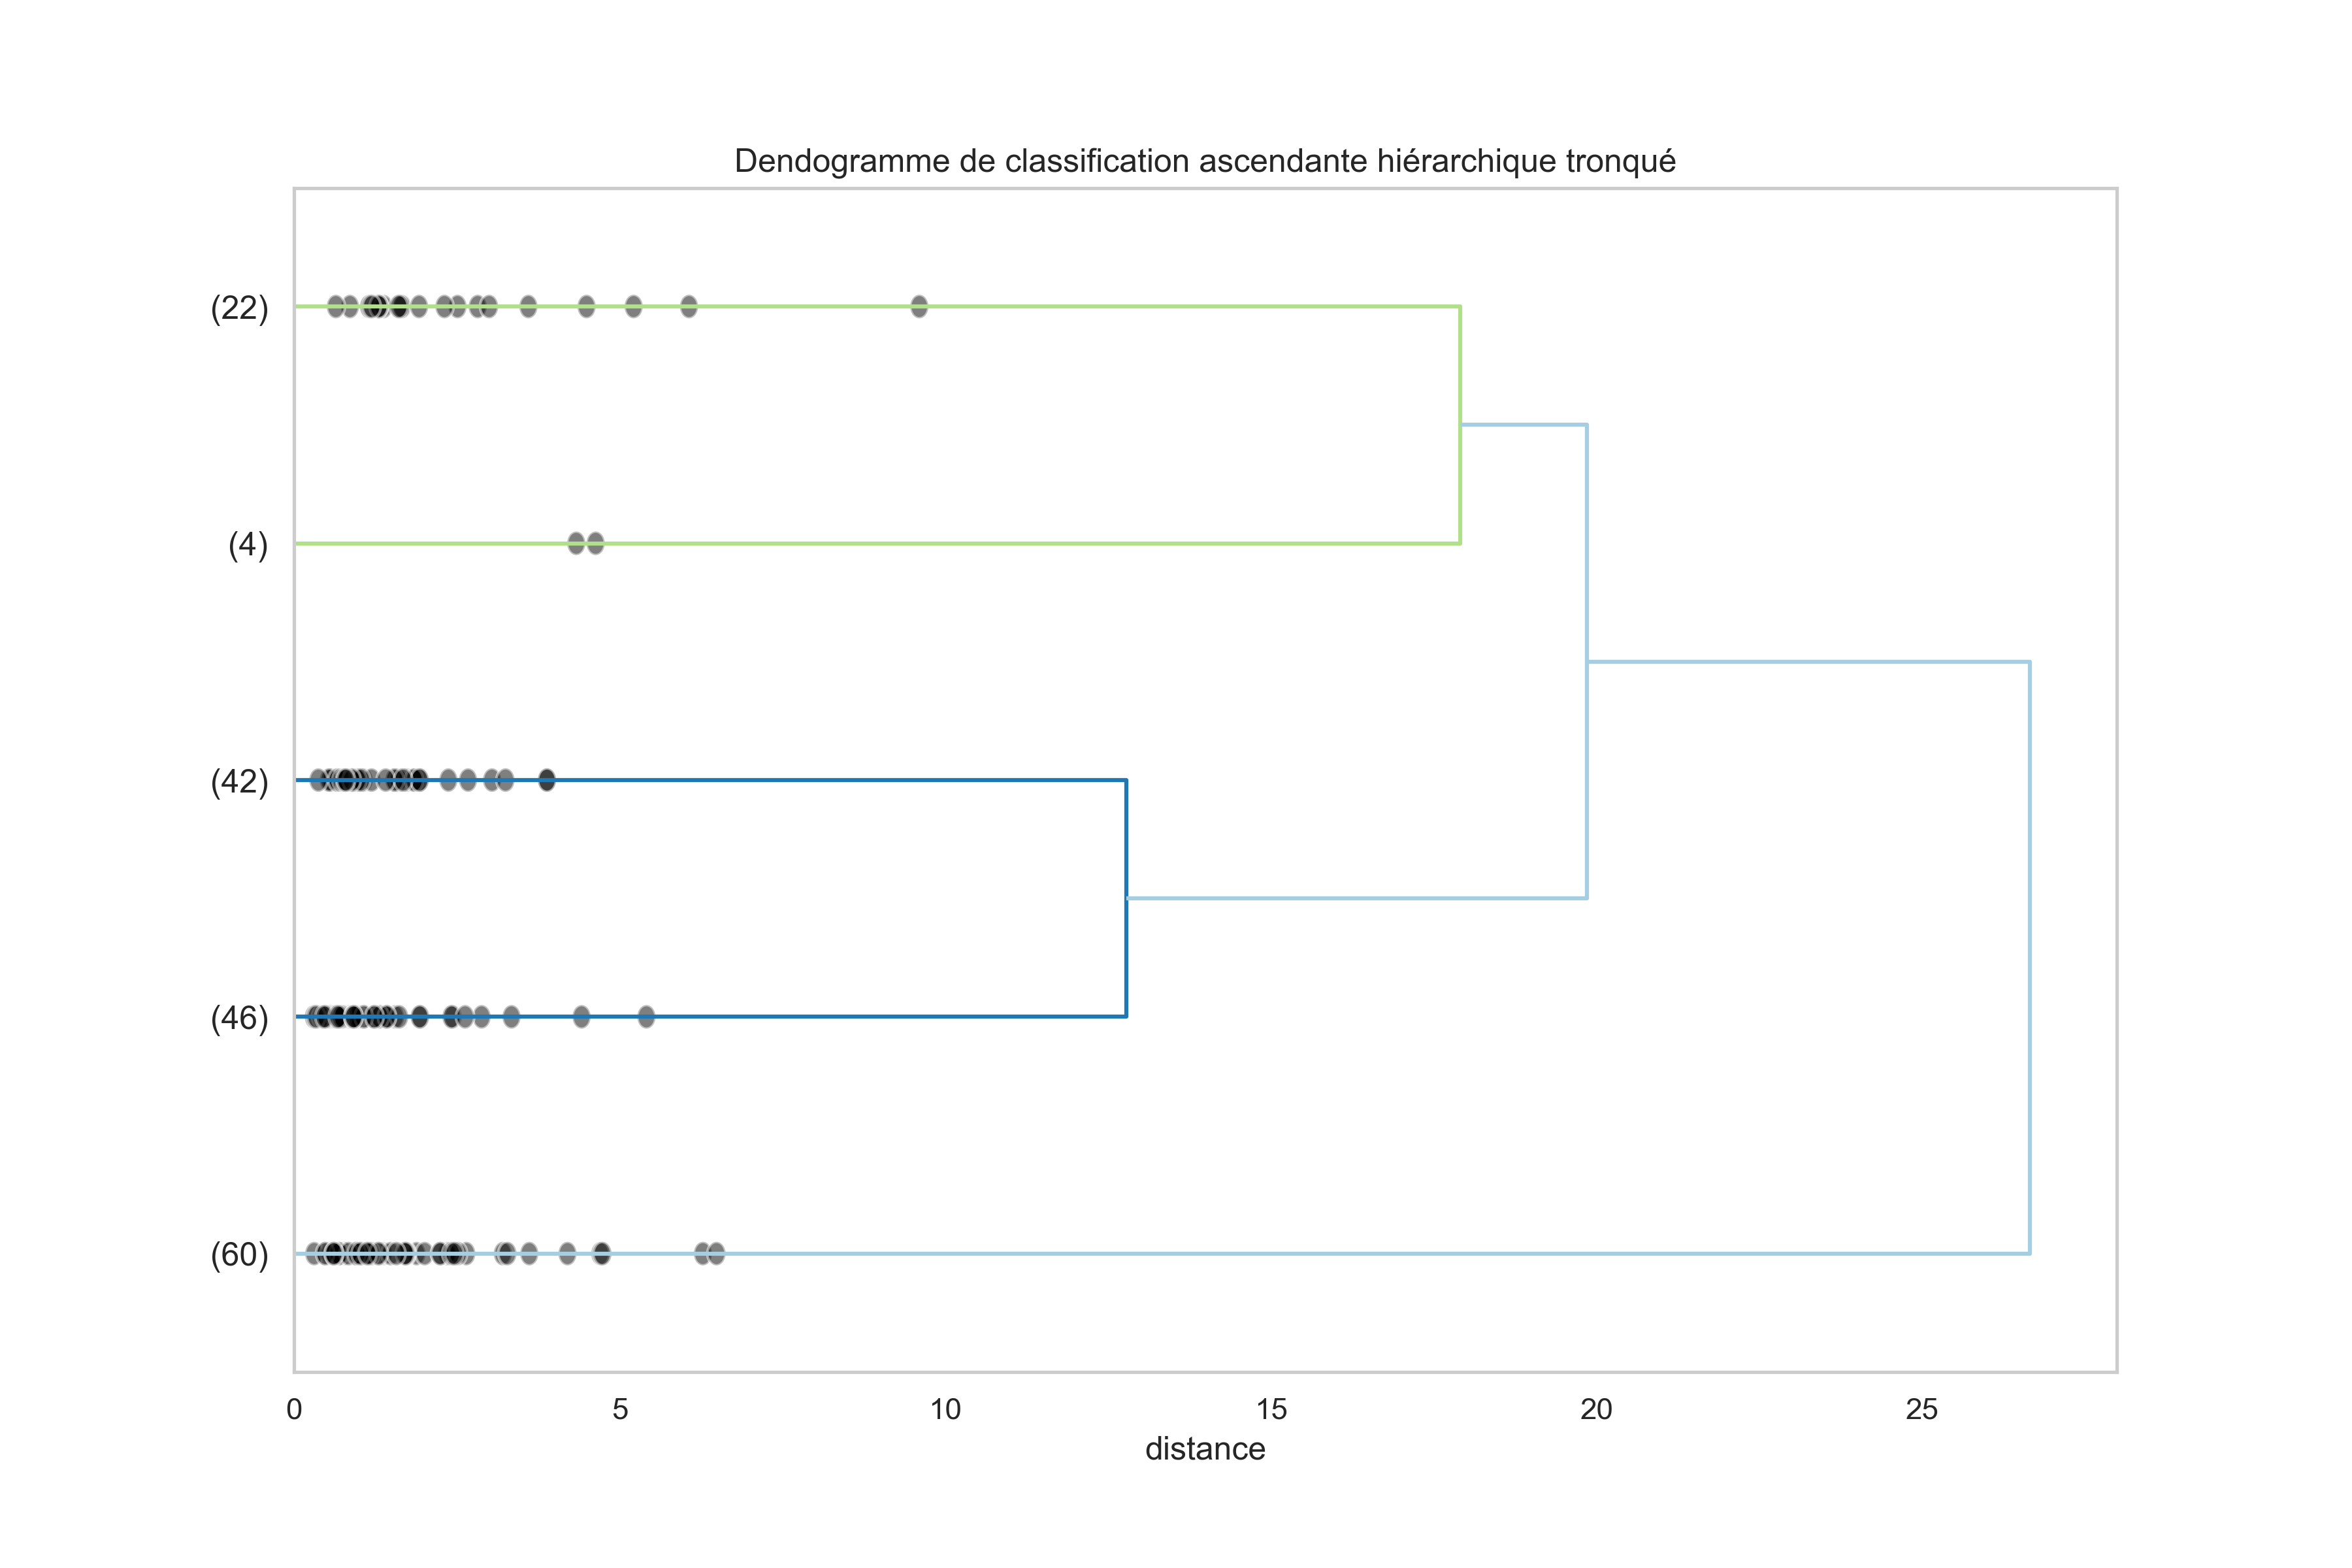 Dendogramme de classification ascendante hiérarchique tronqué
(22)
(4)
(42)
(46)
(60)
0 5 10 15 20 25
distance